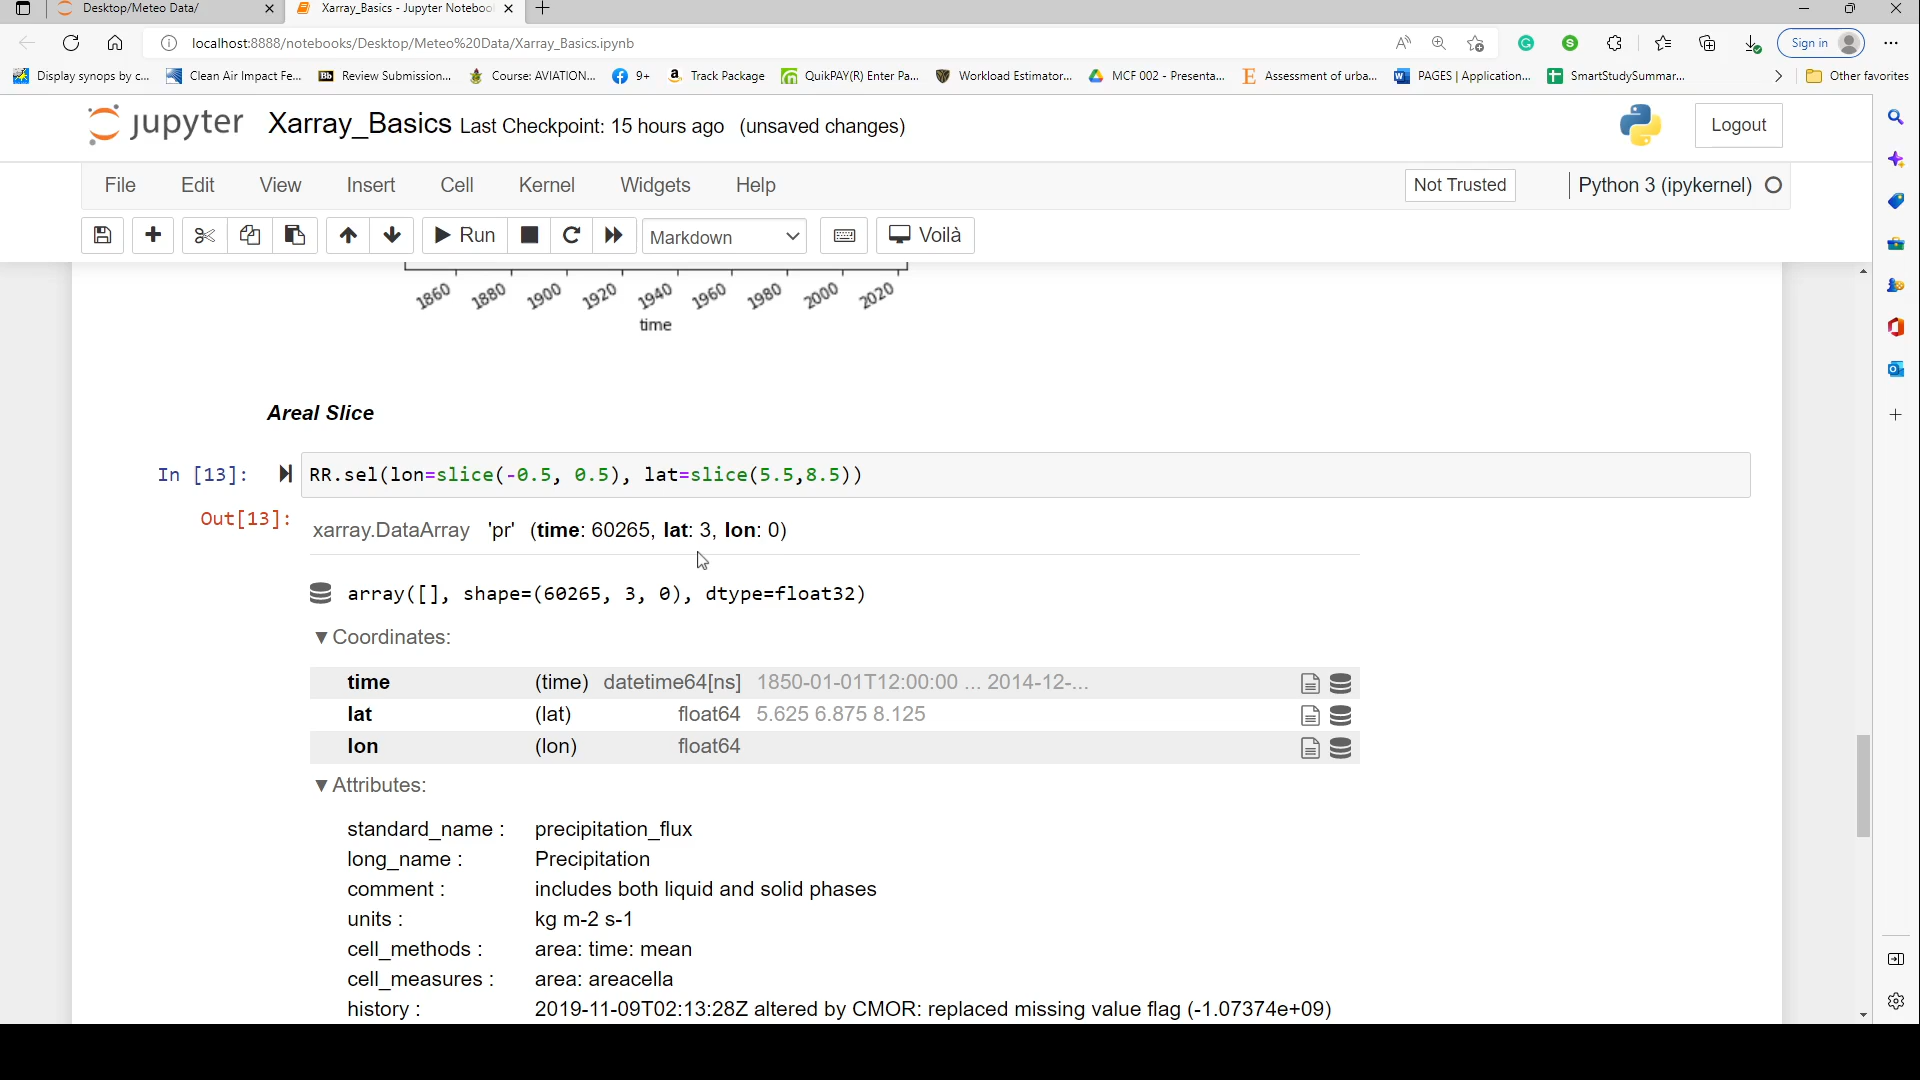 Desktop/Meteo Data/
Xarray_Basics - Jupyter Noteboo
localhost:8888/notebooks/Desktop/Meteo%20Data/Xarray_Basics.ipynb
Sign in
Display synops by c...
Clean Air Impact Fe...
Bb Review Submission...
Course: AVIATION...
9+
Track Package
QuikPAY(R) Enter Pa...
Workload Estimator...
MCF 002 - Presenta...
E Assessment of urba...
PAGES | Application...
SmartStudySummar...
Other favorites
jupyter Xarray_Basics Last Checkpoint: 15 hours ago (unsaved changes)
Logout
File Edit View Insert Cell Kernel Widgets Help
Not Trusted
Python 3 (ipykernel)
Run
Markdown
Voilà
1860 1880 1900 1920 1940 1960 1980 2000 2020
time
Areal Slice
In [13]: RR.sel(lon=slice(-0.5, 0.5), lat=slice(5.5,8.5))
Out[13]: xarray.DataArray 'pr' (time: 60265, lat: 3, lon: 0)
array([], shape=(60265, 3, 0), dtype=float32)
▼ Coordinates:
time (time) datetime64[ns] 1850-01-01T12:00:00 ... 2014-12-...
lat (lat) float64 5.625 6.875 8.125
lon (lon) float64
▼ Attributes:
standard_name : precipitation_flux
long_name : Precipitation
comment : includes both liquid and solid phases
units : kg m-2 s-1
cell_methods : area: time: mean
cell_measures : area: areacella
history : 2019-11-09T02:13:28Z altered by CMOR: replaced missing value flag (-1.07374e+09)